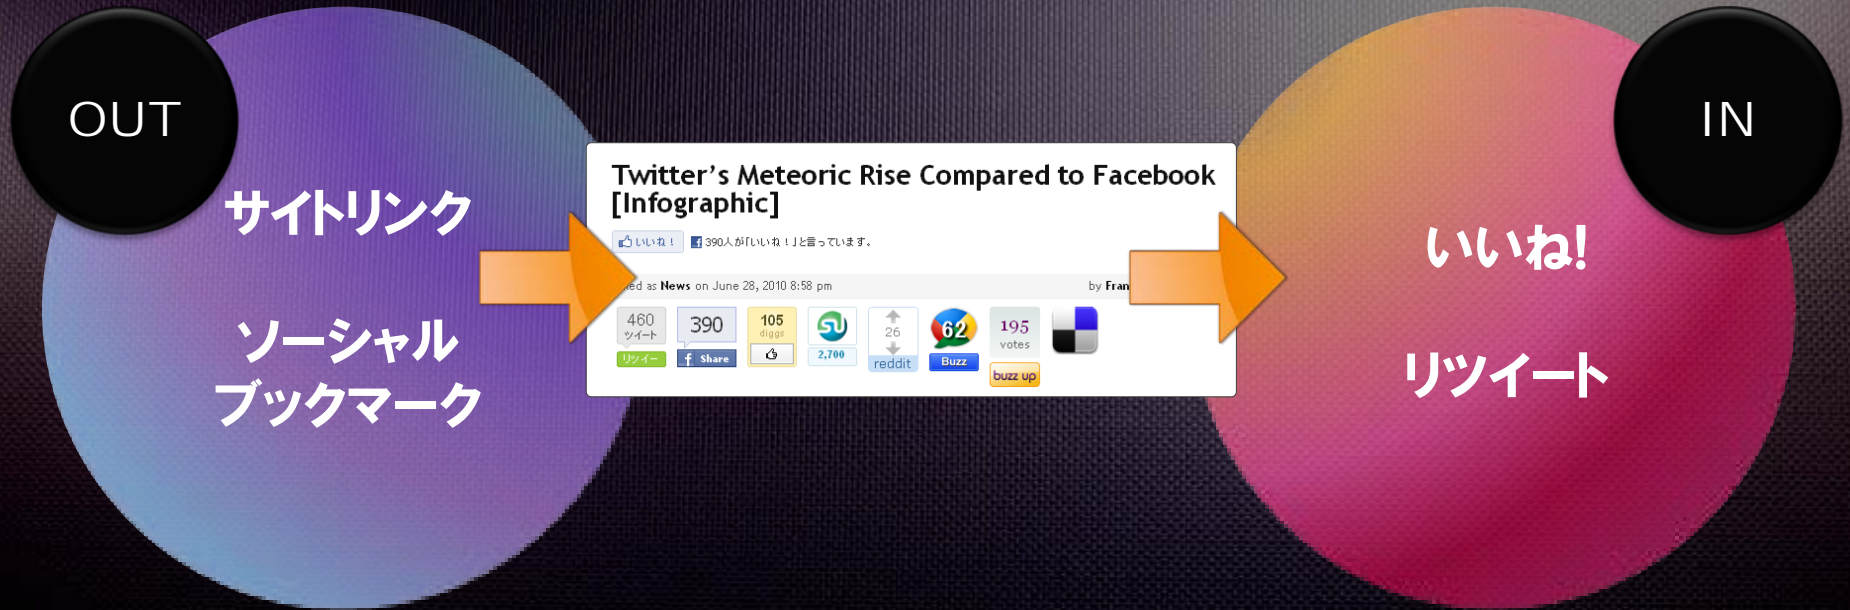 OUT
サイトリンク
ソーシャル
ブックマーク
Twitter's Meteoric Rise Compared to Facebook
[Infographic]
いいね！ 390人が「いいね！」と言っています。
as News on June 28, 2010 8:58 pm by
460 ツイート リツイー
390 Share
105 diggs
2,700
26 reddit
62 Buzz
195 votes buzz up
IN
いいね!
リツイート